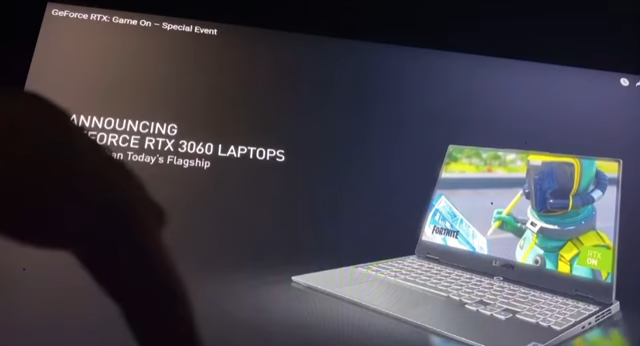 GeForce RTX: Game On – Special Event
ANNOUNCING
FORCE RTX 3060 LAPTOPS
an Today's Flagship
FORTNITE
RTX
ON